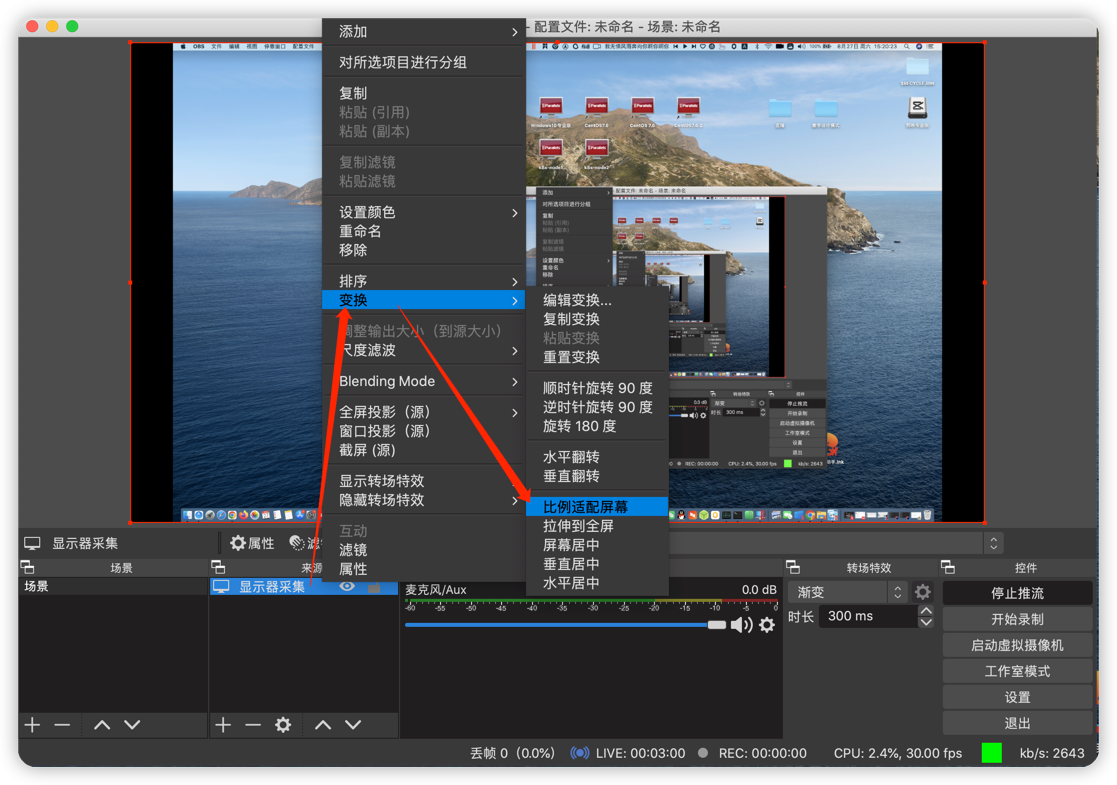 - 配置文件: 未命名 - 场景: 未命名
添加
对所选项目进行分组
复制
粘贴 (引用)
粘贴 (副本)
复制滤镜
粘贴滤镜
设置颜色
重命名
移除
排序
变换
调整输出大小（到源大小）
尺度滤波
Blending Mode
全屏投影（源）
窗口投影（源）
截屏 (源)
显示转场特效
隐藏转场特效
互动
滤镜
属性
编辑变换...
复制变换
粘贴变换
重置变换
顺时针旋转 90 度
逆时针旋转 90 度
旋转 180 度
水平翻转
垂直翻转
比例适配屏幕
拉伸到全屏
屏幕居中
垂直居中
水平居中
显示器采集
属性
滤
场景
来源
转场特效
控件
场景
显示器采集
麦克风/Aux
0.0 dB
-60 -55 -50 -45 -40 -35 -30 -25 -20 -15 -10 -5 0
渐变
时长 300 ms
停止推流
开始录制
启动虚拟摄像机
工作室模式
设置
退出
丢帧 0（0.0%）
LIVE: 00:03:00
REC: 00:00:00
CPU: 2.4%, 30.00 fps
kb/s: 2643